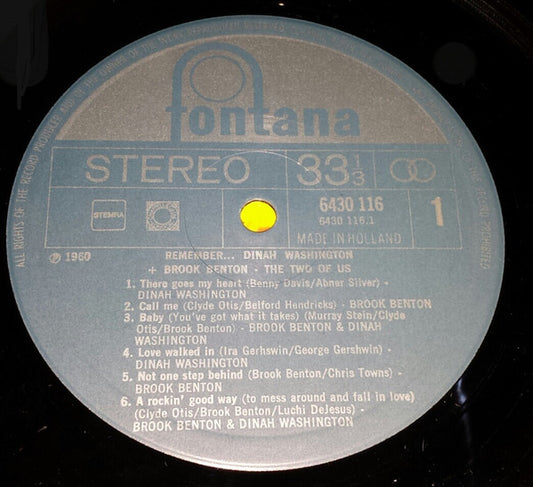 ALL RIGHTS OF THE RECORD PRODUCER AND OF THE OWNER OF THE
RECORD PROHIBITED
fontana
STEREO 33 1/3
STEMRA
6430 116
6430 116.1
1
MADE IN HOLLAND
℗ 1960
REMEMBER... DINAH WASHINGTON
+ BROOK BENTON - THE TWO OF US
1. There goes my heart (Benny Davis/Abner Silver) -
DINAH WASHINGTON
2. Call me (Clyde Otis/Belford Hendricks) - BROOK BENTON
3. Baby (You've got what it takes) (Murray Stein/Clyde
Otis/Brook Benton) - BROOK BENTON & DINAH
WASHINGTON
4. Love walked in (Ira Gerhswin/George Gershwin) -
DINAH WASHINGTON
5. Not one step behind (Brook Benton/Chris Towns) -
BROOK BENTON
6. A rockin' good way (to mess around and fall in love)
(Clyde Otis/Brook Benton/Luchi DeJesus) -
BROOK BENTON & DINAH WASHINGTON